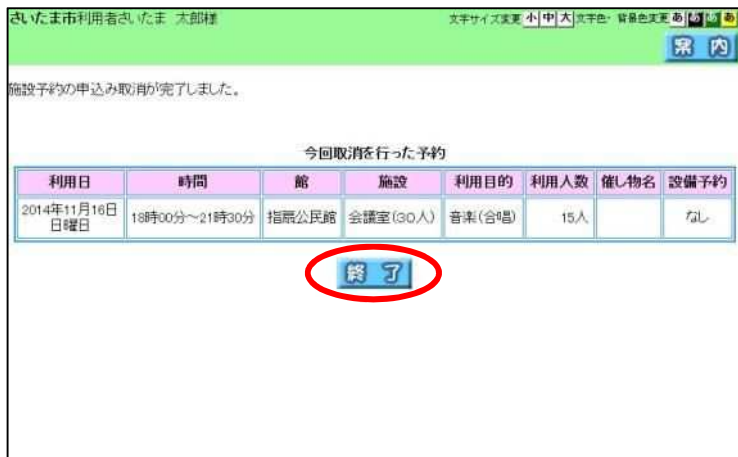 さいたま市利用者さいたま 太郎様 文字サイズ変更 小 中 大 文字色・背景色変更 あ あ あ あ
案 内
施設予約の申込み取消が完了しました。
今回取消を行った予約
利用日 時間 館 施設 利用目的 利用人数 催し物名 設備予約
2014年11月16日 18時00分～21時30分 指扇公民館 会議室(30人) 音楽(合唱) 15人 なし
日曜日
終 了